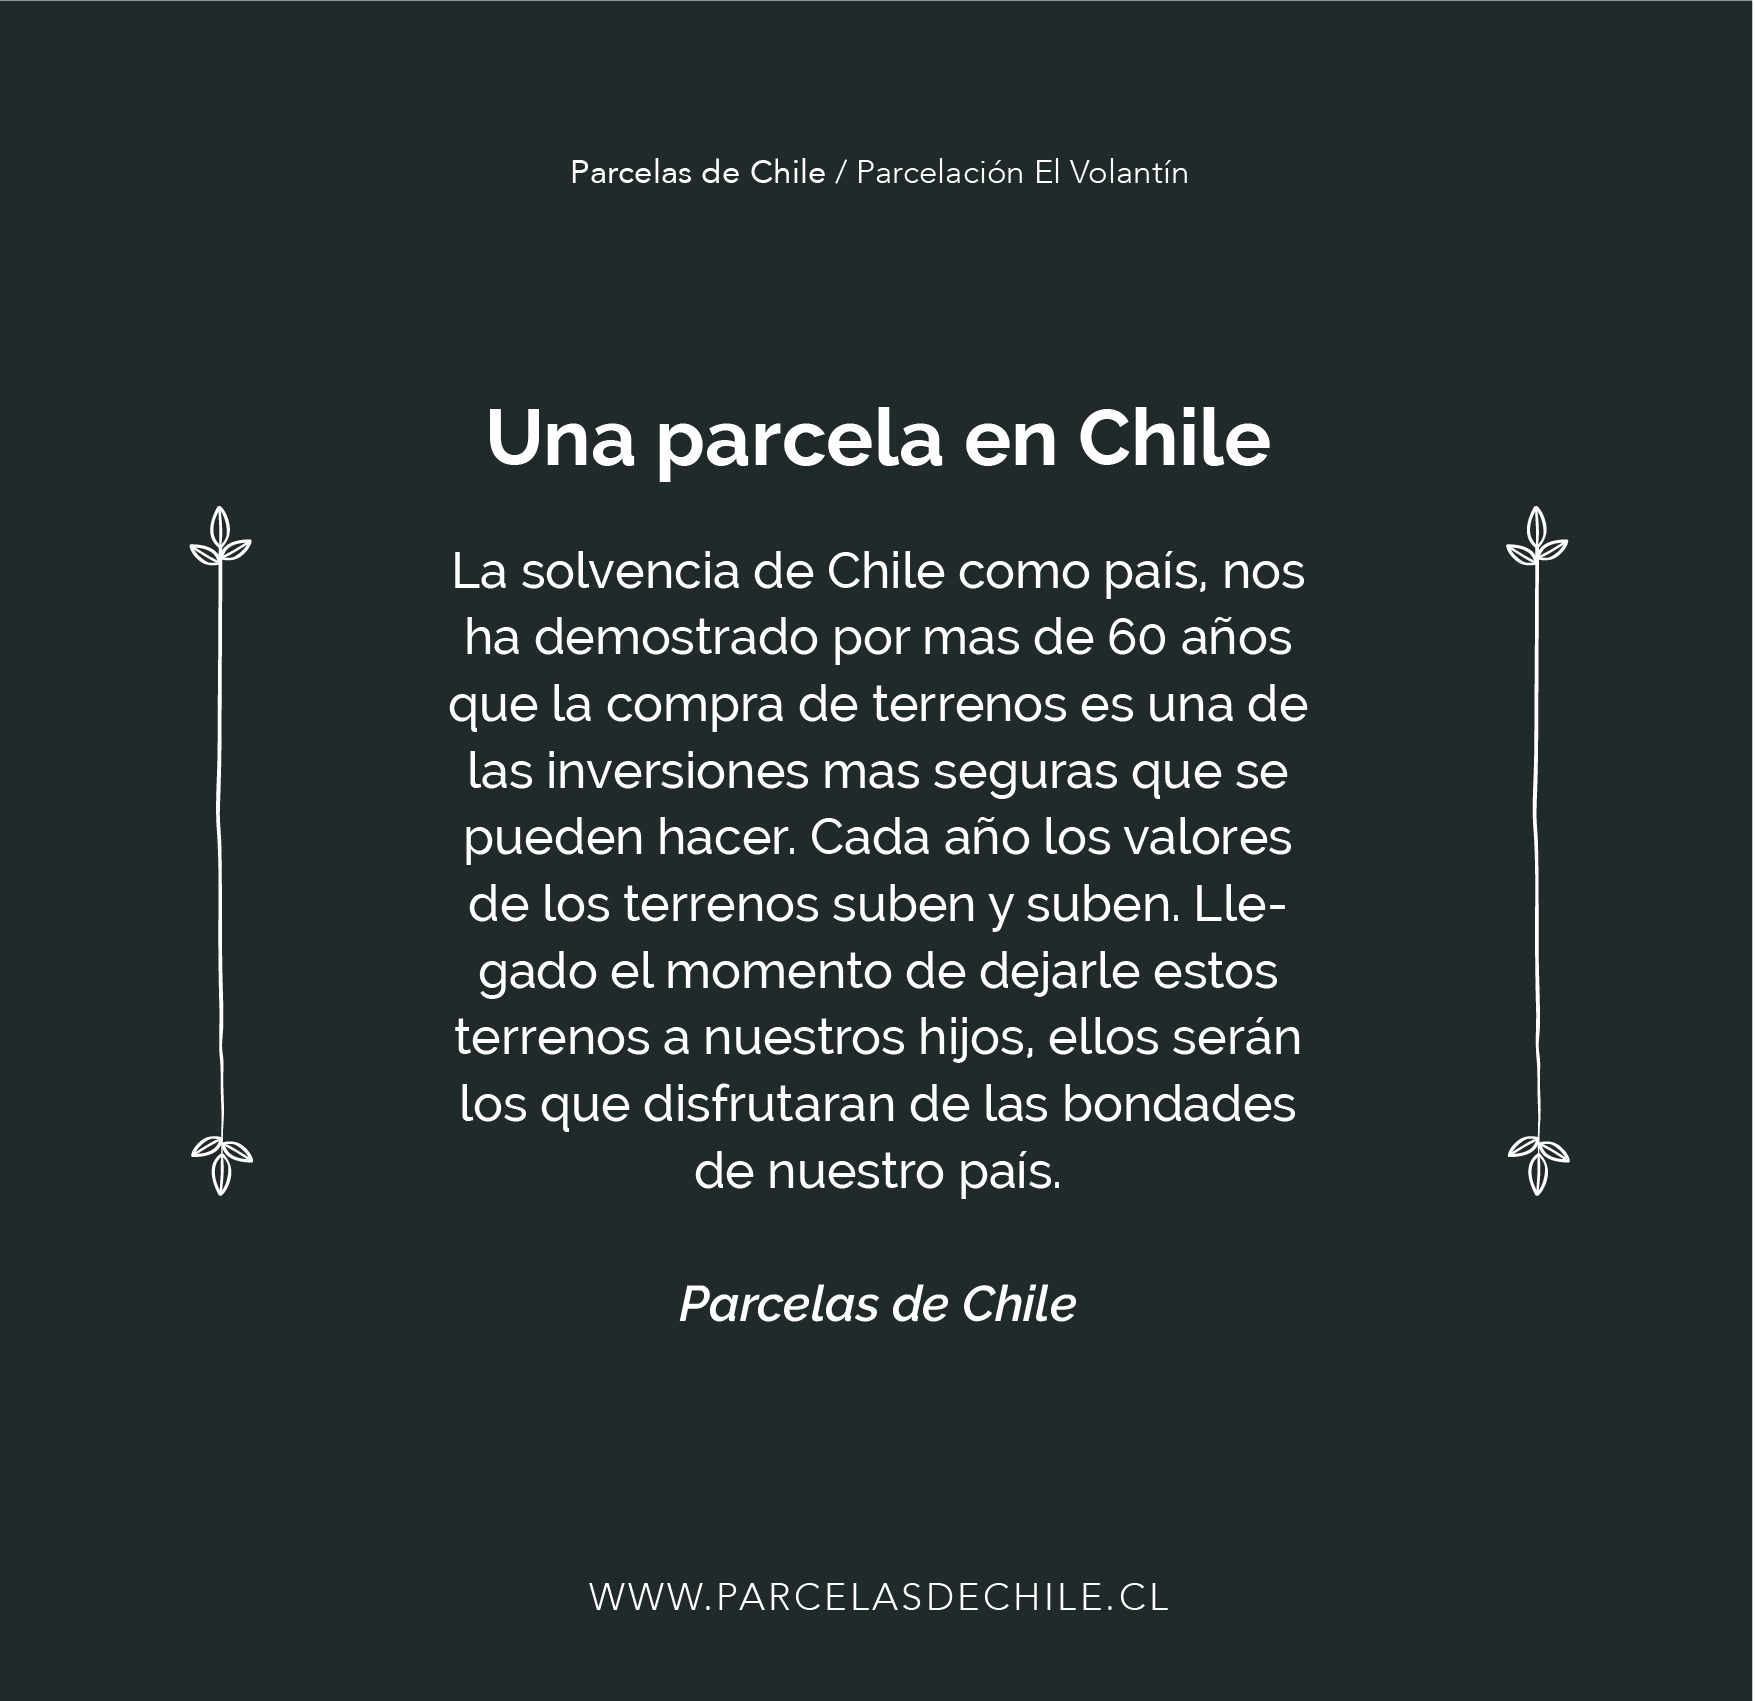 Parcelas de Chile / Parcelación El Volantín
Una parcela en Chile
La solvencia de Chile como país, nos
ha demostrado por mas de 60 años
que la compra de terrenos es una de
las inversiones mas seguras que se
pueden hacer. Cada año los valores
de los terrenos suben y suben. Lle-
gado el momento de dejarle estos
terrenos a nuestros hijos, ellos serán
los que disfrutaran de las bondades
de nuestro país.
Parcelas de Chile
WWW.PARCELASDECHILE.CL